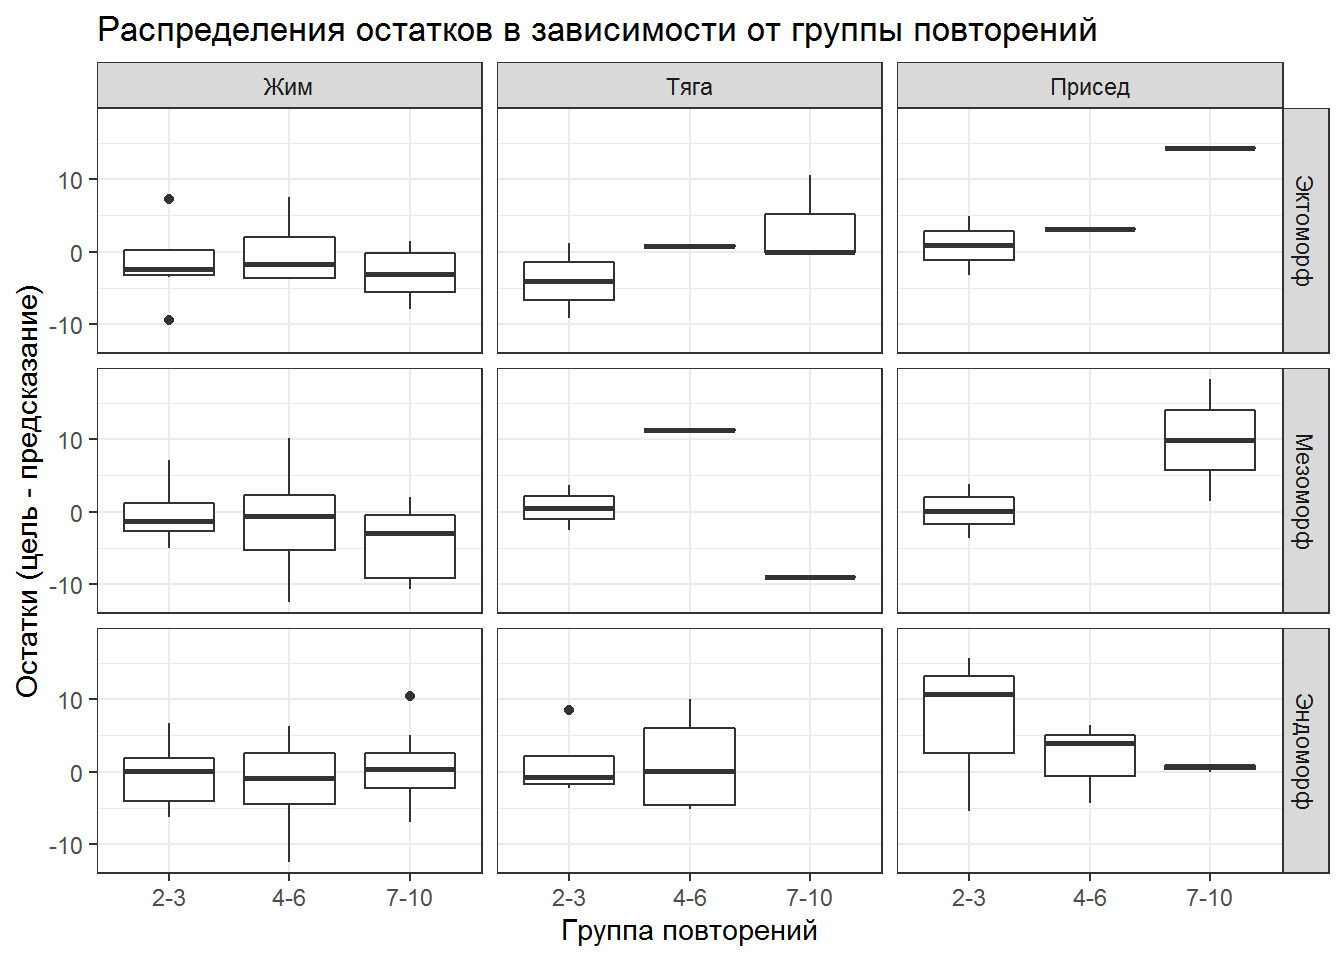 Распределения остатков в зависимости от группы повторений
Жим
Тяга
Присед
10
0
-10
Эктоморф
10
0
-10
Мезоморф
10
0
-10
Эндоморф
Остатки (цель - предсказание)
2-3 4-6 7-10
2-3 4-6 7-10
2-3 4-6 7-10
Группа повторений